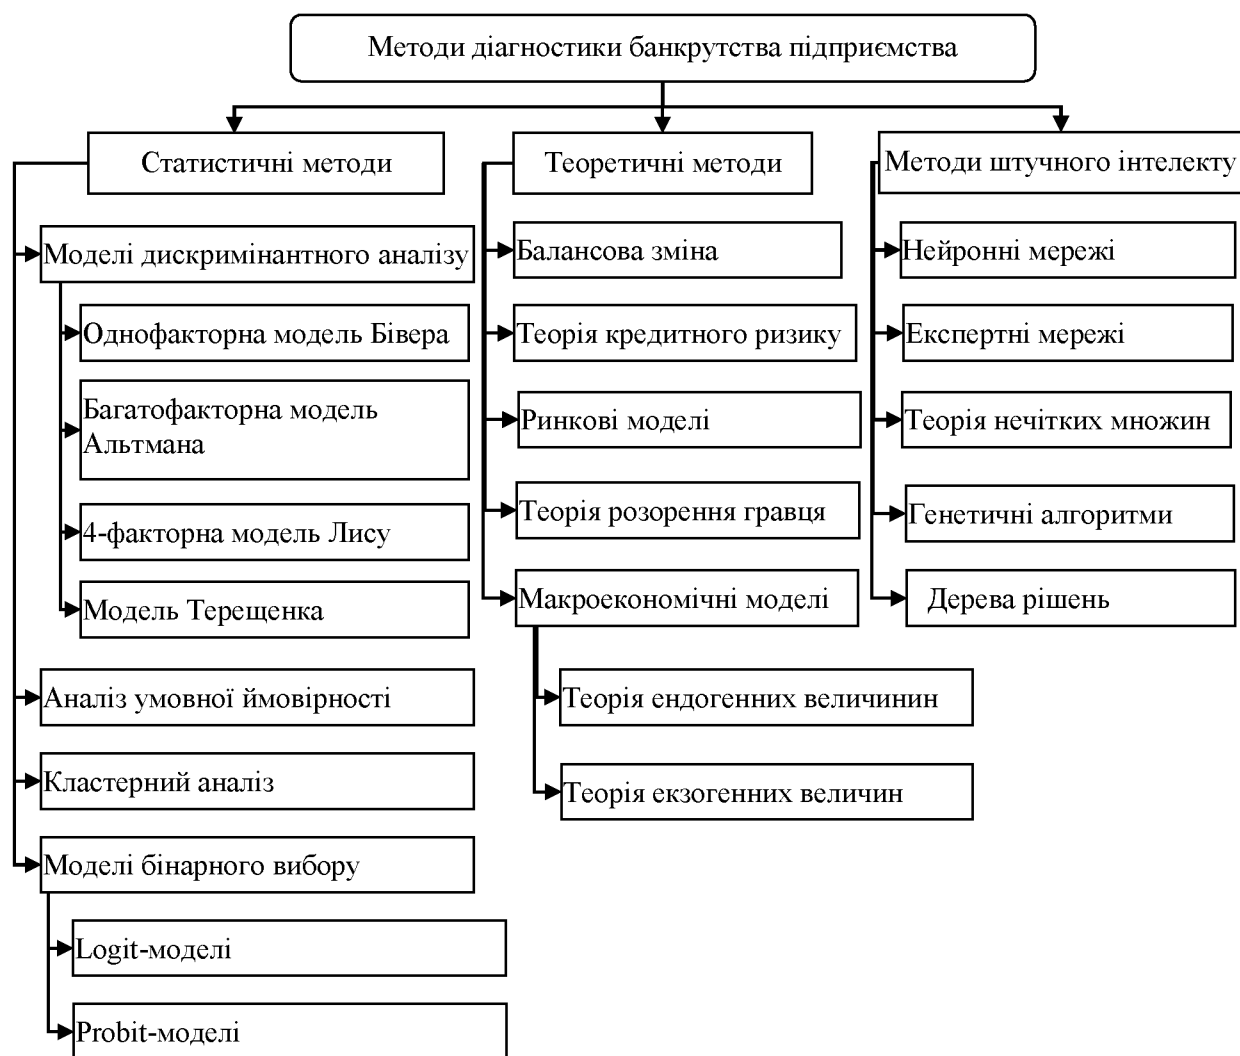 Методи діагностики банкрутства підприємства
Статистичні методи
Моделі дискримінантного аналізу
Однофакторна модель Бівера
Багатофакторна модель
Альтмана
4-факторна модель Лису
Модель Терещенка
Аналіз умовної ймовірності
Кластерний аналіз
Моделі бінарного вибору
Logit-моделі
Probit-моделі
Теоретичні методи
Балансова зміна
Теорія кредитного ризику
Ринкові моделі
Теорія розорення гравця
Макроекономічні моделі
Теорія ендогенних величинин
Теорія екзогенних величин
Методи штучного інтелекту
Нейронні мережі
Експертні мережі
Теорія нечітких множин
Генетичні алгоритми
Дерева рішень